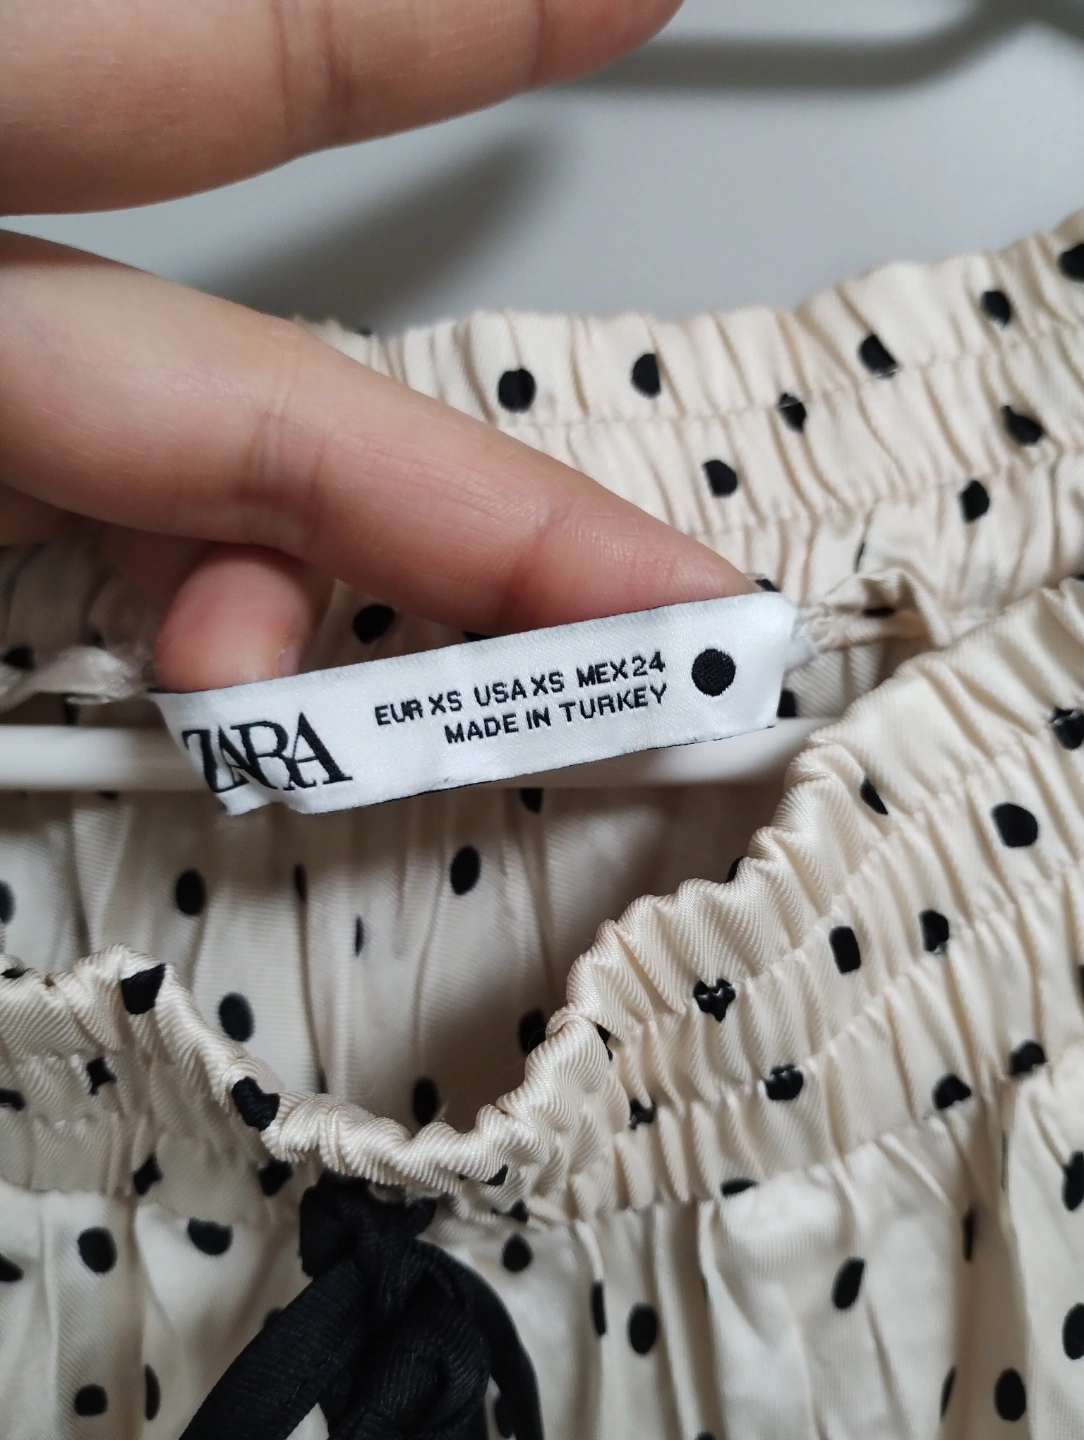 ZARA
EUR XS USA XS MEX 24
MADE IN TURKEY